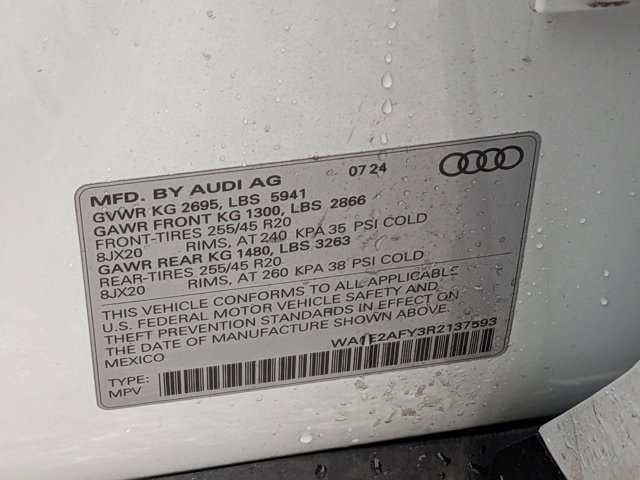 MFD. BY AUDI AG 07 24
GVWR KG 2695, LBS 5941
GAWR FRONT KG 1300, LBS 2866
FRONT-TIRES 255/45 R20
8JX20 RIMS, AT 240 KPA 35 PSI COLD
GAWR REAR KG 1480, LBS 3263
REAR-TIRES 255/45 R20
8JX20 RIMS, AT 260 KPA 38 PSI COLD
THIS VEHICLE CONFORMS TO ALL APPLICABLE
U.S. FEDERAL MOTOR VEHICLE SAFETY AND
THEFT PREVENTION STANDARDS IN EFFECT ON
THE DATE OF MANUFACTURE SHOWN ABOVE.
MEXICO WA1E2AFY3R2137593
TYPE:
MPV